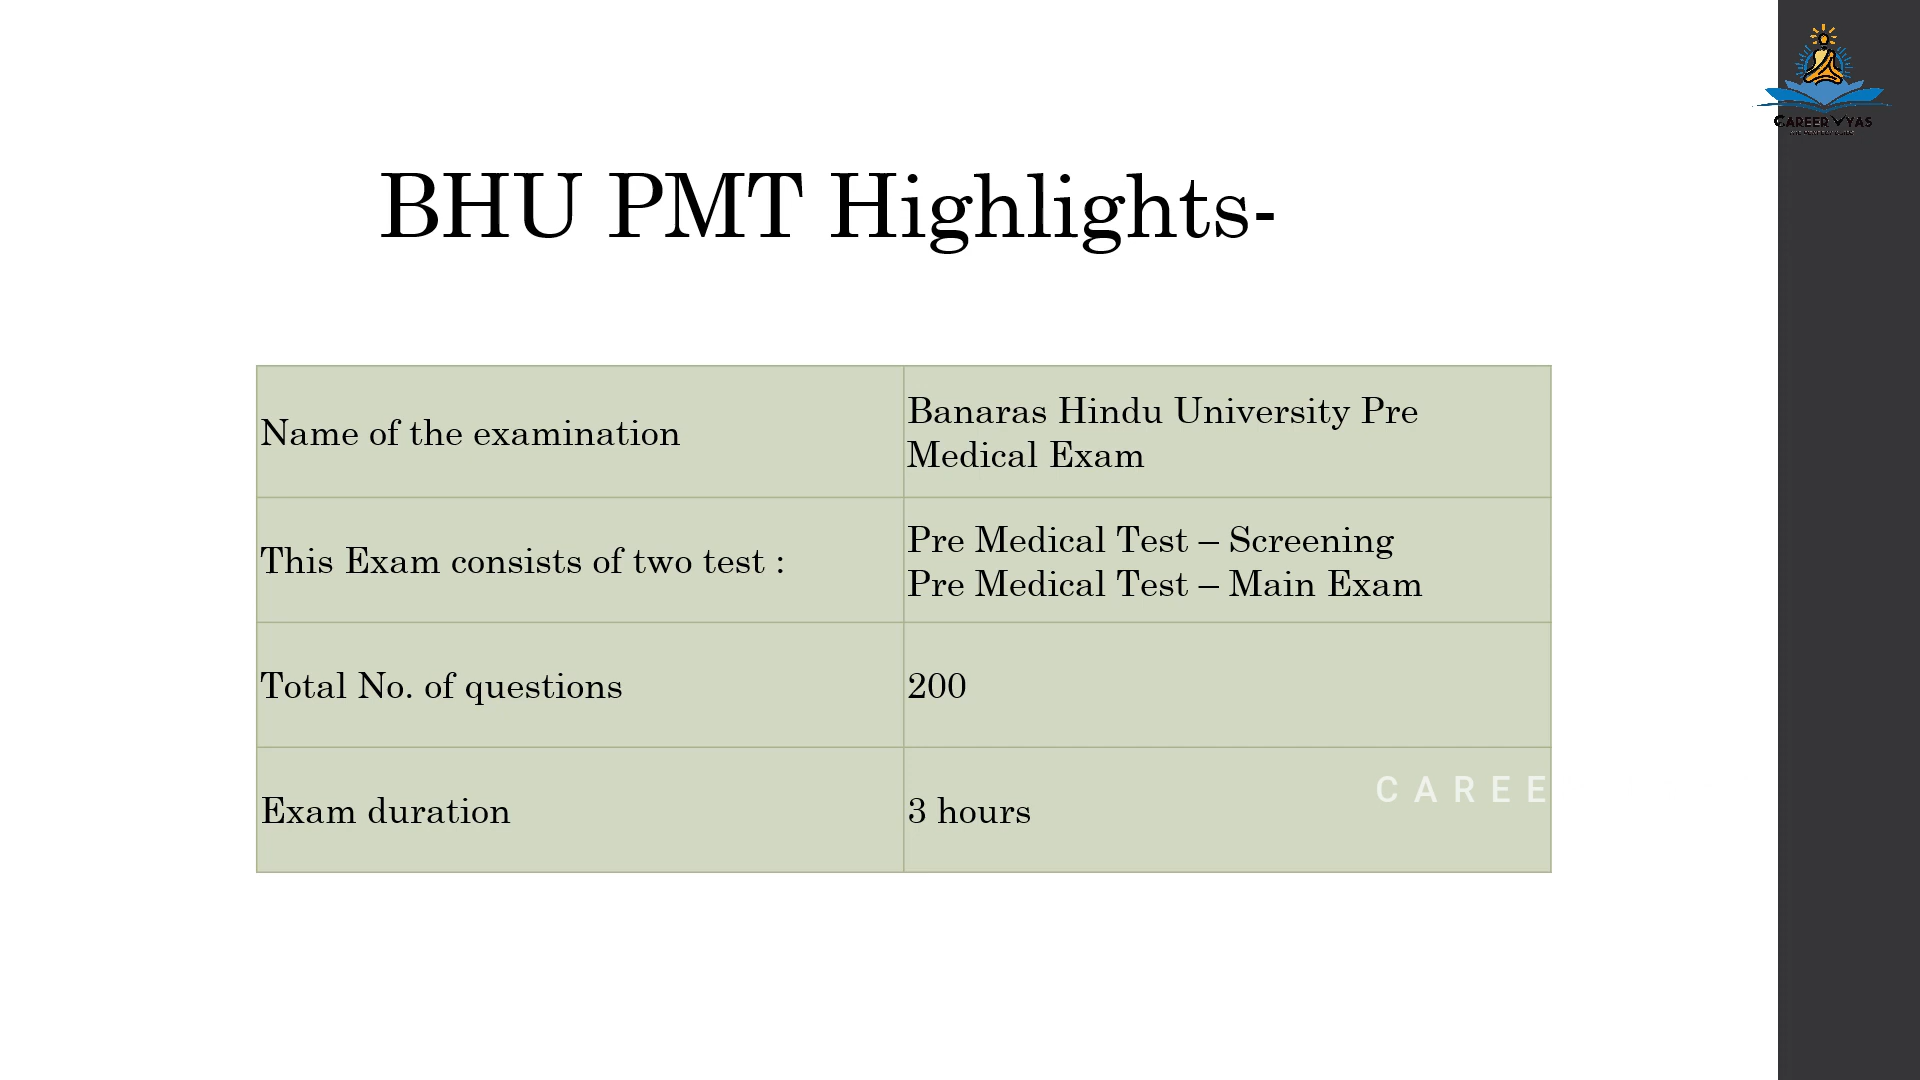 CAREER VYAS
BHU PMT Highlights-
Name of the examination
Banaras Hindu University Pre
Medical Exam
This Exam consists of two test :
Pre Medical Test – Screening
Pre Medical Test – Main Exam
Total No. of questions
200
Exam duration
3 hours
CAREE